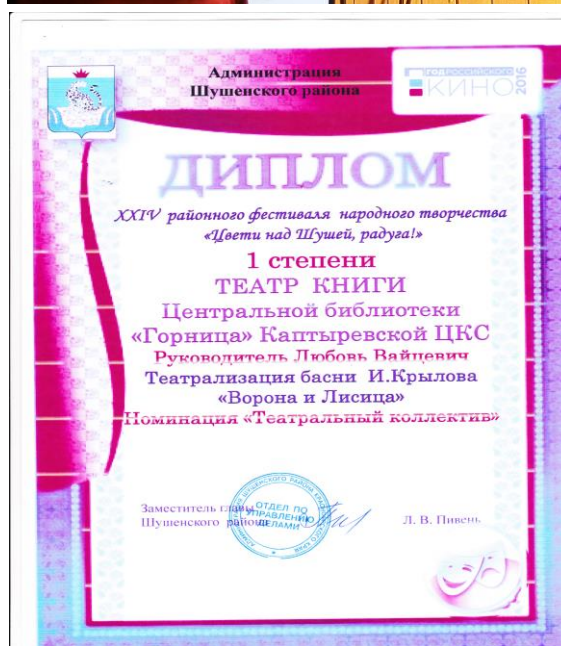 Администрация
Шушенского района
ГОД РОССИЙСКОГО
КИНО
2016
ДИПЛОМ
XXIV районного фестиваля народного творчества
«Цвети над Шушей, радуга!»
1 степени
ТЕАТР КНИГИ
Центральной библиотеки
«Горница» Каптыревской ЦКС
Руководитель Любовь Вайцевич
Театрализация басни И.Крылова
«Ворона и Лисица»
Номинация «Театральный коллектив»
Заместитель главы
Шушенского района
Л. В. Пивень
ОТДЕЛ ПО
УПРАВЛЕНИЮ
ДЕЛАМИ